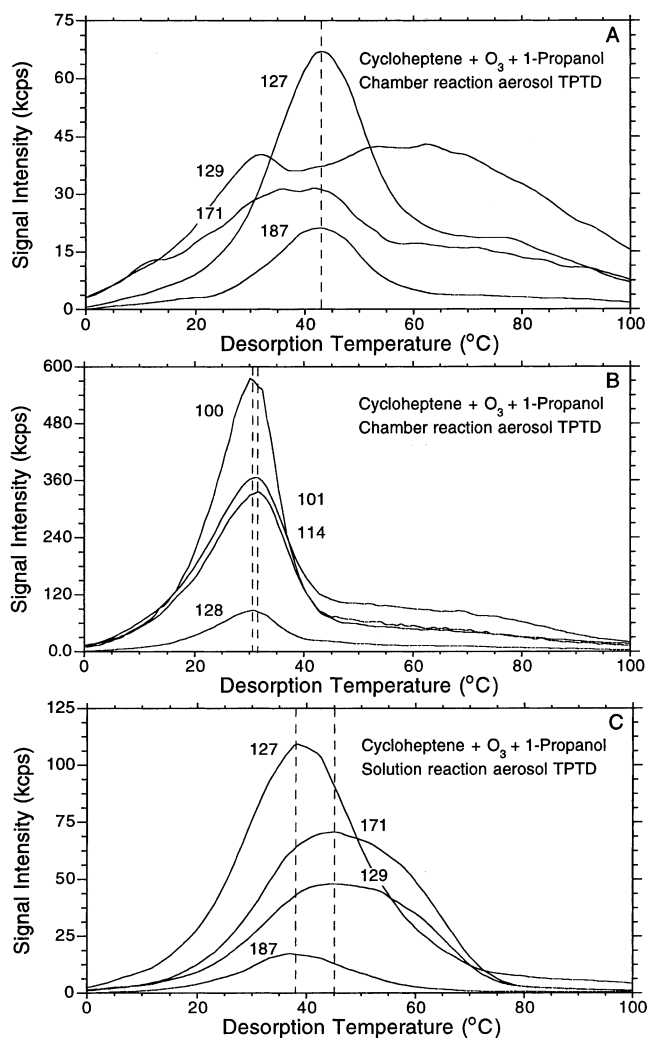 A
Cycloheptene + O3 + 1-Propanol
Chamber reaction aerosol TPTD
Signal Intensity (kcps)
75
60
45
30
15
0
127
129
171
187
0 20 40 60 80 100
Desorption Temperature (°C)
B
Cycloheptene + O3 + 1-Propanol
Chamber reaction aerosol TPTD
Signal Intensity (kcps)
600
480
360
240
120
0.0
100
101
114
128
0 20 40 60 80 100
Desorption Temperature (°C)
C
Cycloheptene + O3 + 1-Propanol
Solution reaction aerosol TPTD
Signal Intensity (kcps)
125
100
75
50
25
0
127
171
129
187
0 20 40 60 80 100
Desorption Temperature (°C)